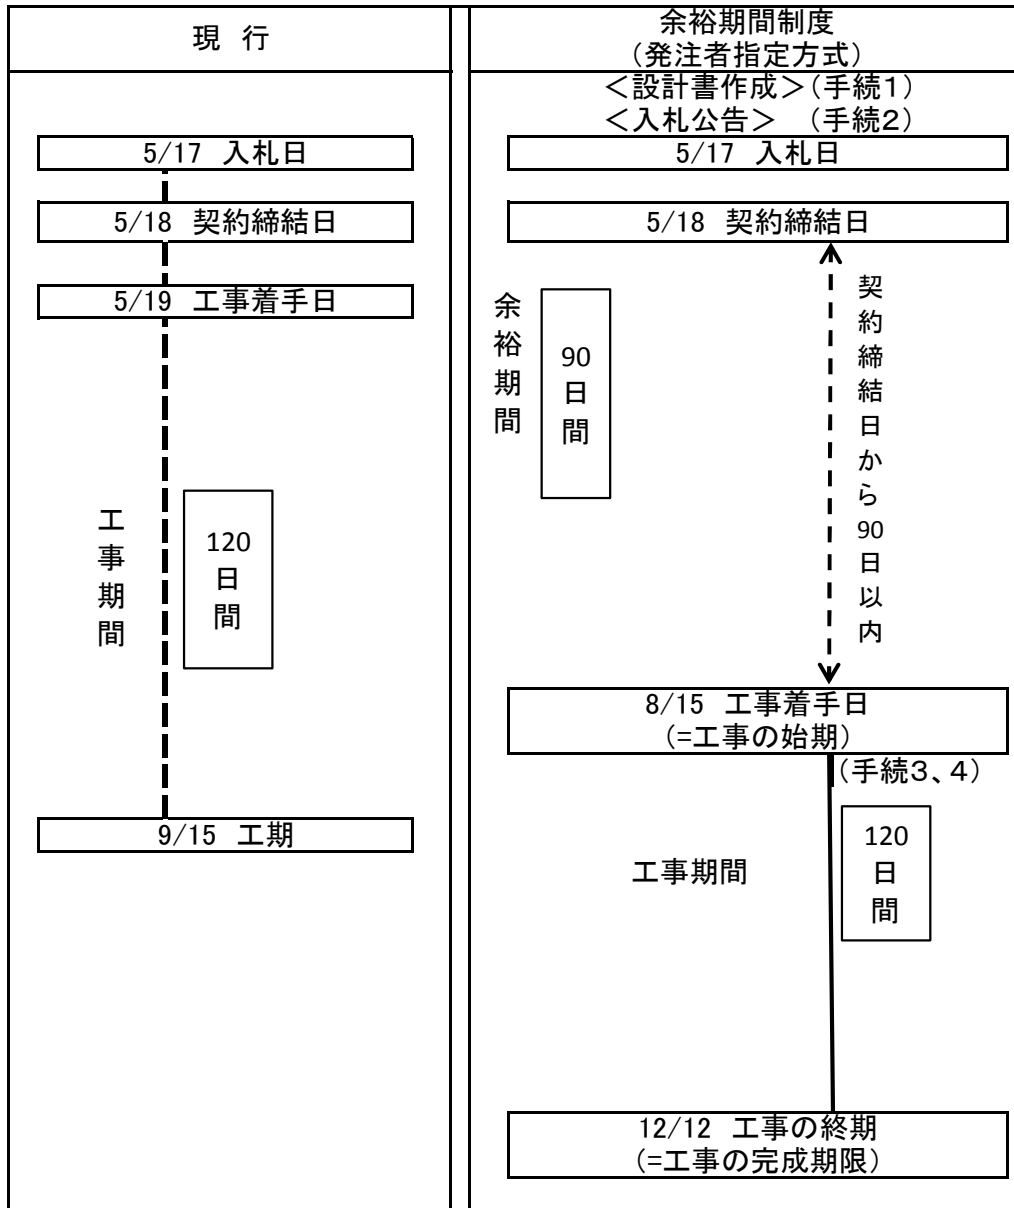 現 行
5/17 入札日
5/18 契約締結日
5/19 工事着手日
工事期間
120日間
9/15 工期
余裕期間制度
(発注者指定方式)
<設計書作成>(手続1)
<入札公告> (手続2)
5/17 入札日
5/18 契約締結日
余裕期間
90日間
契約締結日から90日以内
8/15 工事着手日
(=工事の始期)
(手続3、4)
工事期間
120日間
12/12 工事の終期
(=工事の完成期限)